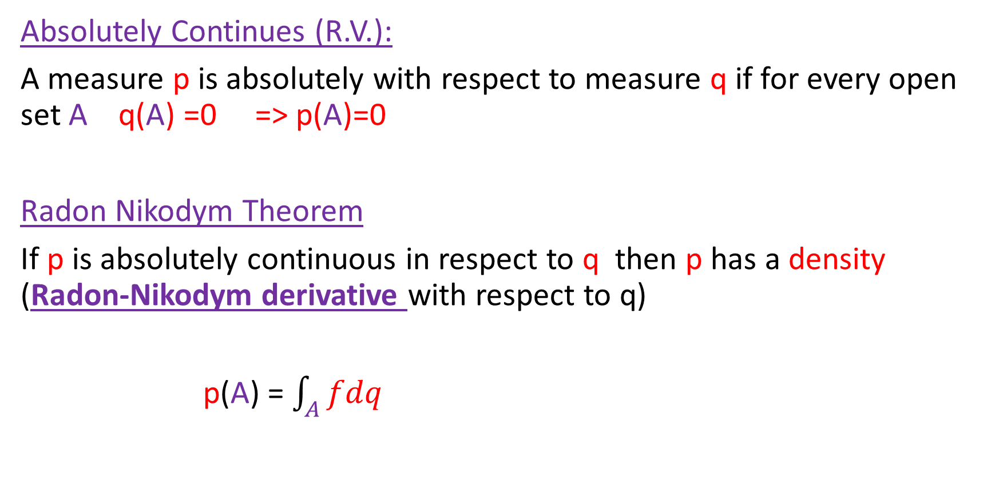 Absolutely Continues (R.V.):
A measure p is absolutely with respect to measure q if for every open
set A q(A) =0 => p(A)=0
Radon Nikodym Theorem
If p is absolutely continuous in respect to q then p has a density
(Radon-Nikodym derivative with respect to q)
p(A) = ∫_A f dq